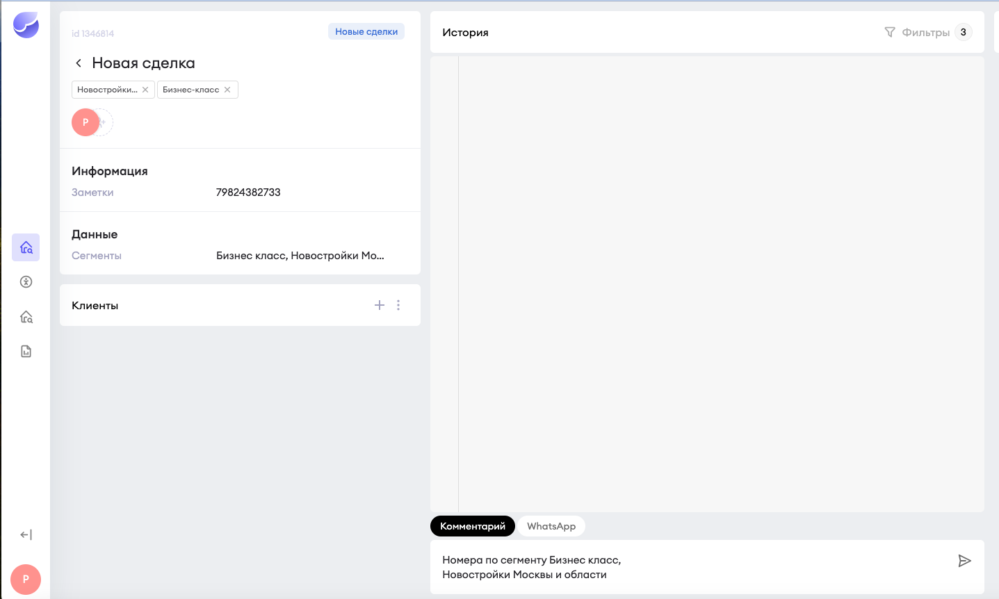 id 1346814
Новые сделки
Новая сделка
Новостройки...
Бизнес-класс
P
Информация
Заметки 79824382733
Данные
Сегменты Бизнес класс, Новостройки Мо...
Клиенты
P
История
Фильтры 3
Комментарий
WhatsApp
Номера по сегменту Бизнес класс,
Новостройки Москвы и области